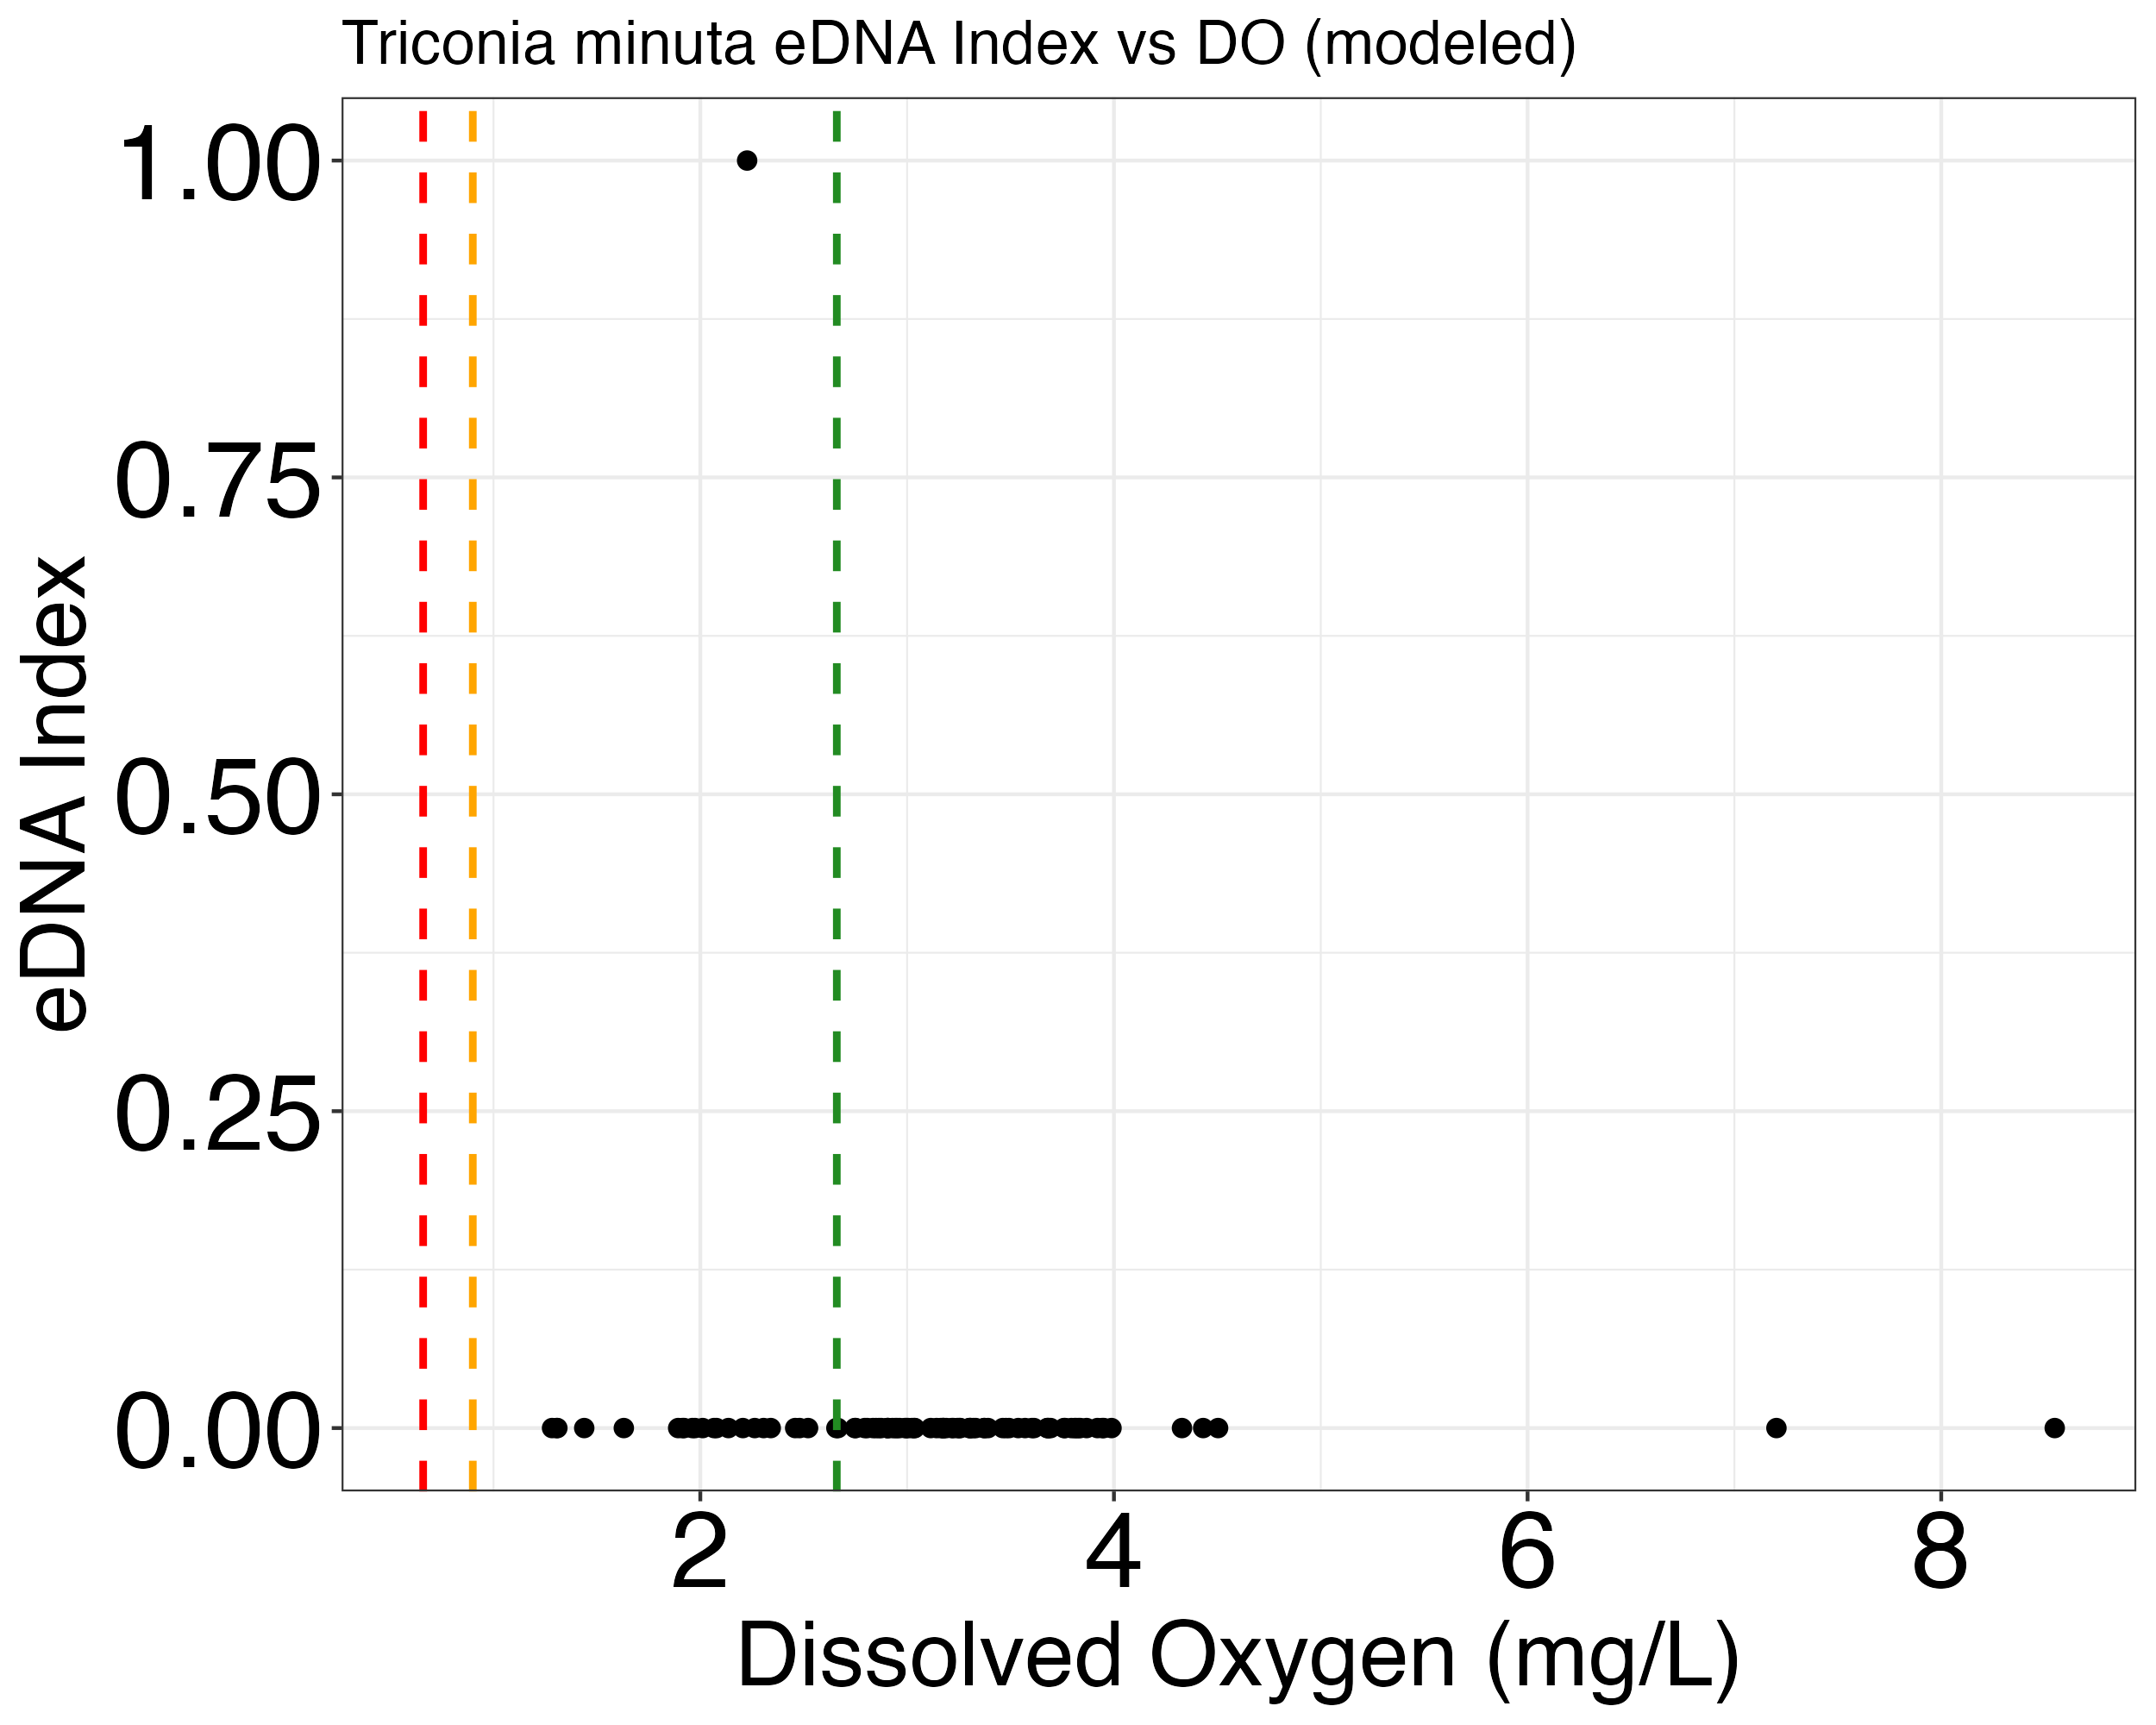 Triconia minuta eDNA Index vs DO (modeled)
1.00
0.75
0.50
0.25
0.00
eDNA Index
2 4 6 8
Dissolved Oxygen (mg/L)